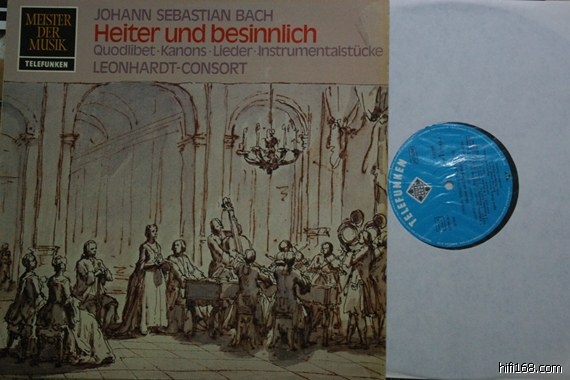 MEISTER
DER
MUSIK
TELEFUNKEN
JOHANN SEBASTIAN BACH
Heiter und besinnlich
Quodlibet · Kanons · Lieder · Instrumentalstücke
LEONHARDT-CONSORT
TELEFUNKEN
hifi168.com